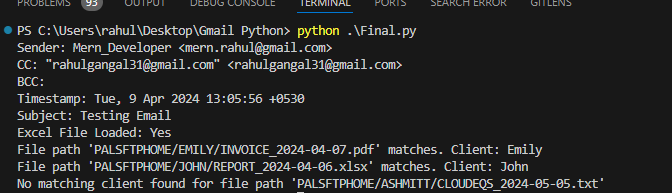 PROBLEMS 93 OUTPUT DEBUG CONSOLE TERMINAL PORTS SEARCH ERROR GITLENS
PS C:\Users\rahul\Desktop\Gmail Python> python .\Final.py
Sender: Mern_Developer <mern.rahul@gmail.com>
CC: "rahulgangal31@gmail.com" <rahulgangal31@gmail.com>
BCC:
Timestamp: Tue, 9 Apr 2024 13:05:56 +0530
Subject: Testing Email
Excel File Loaded: Yes
File path 'PALSFTPHOME/EMILY/INVOICE_2024-04-07.pdf' matches. Client: Emily
File path 'PALSFTPHOME/JOHN/REPORT_2024-04-06.xlsx' matches. Client: John
No matching client found for file path 'PALSFTPHOME/ASHMITT/CLOUDEQS_2024-05-05.txt'